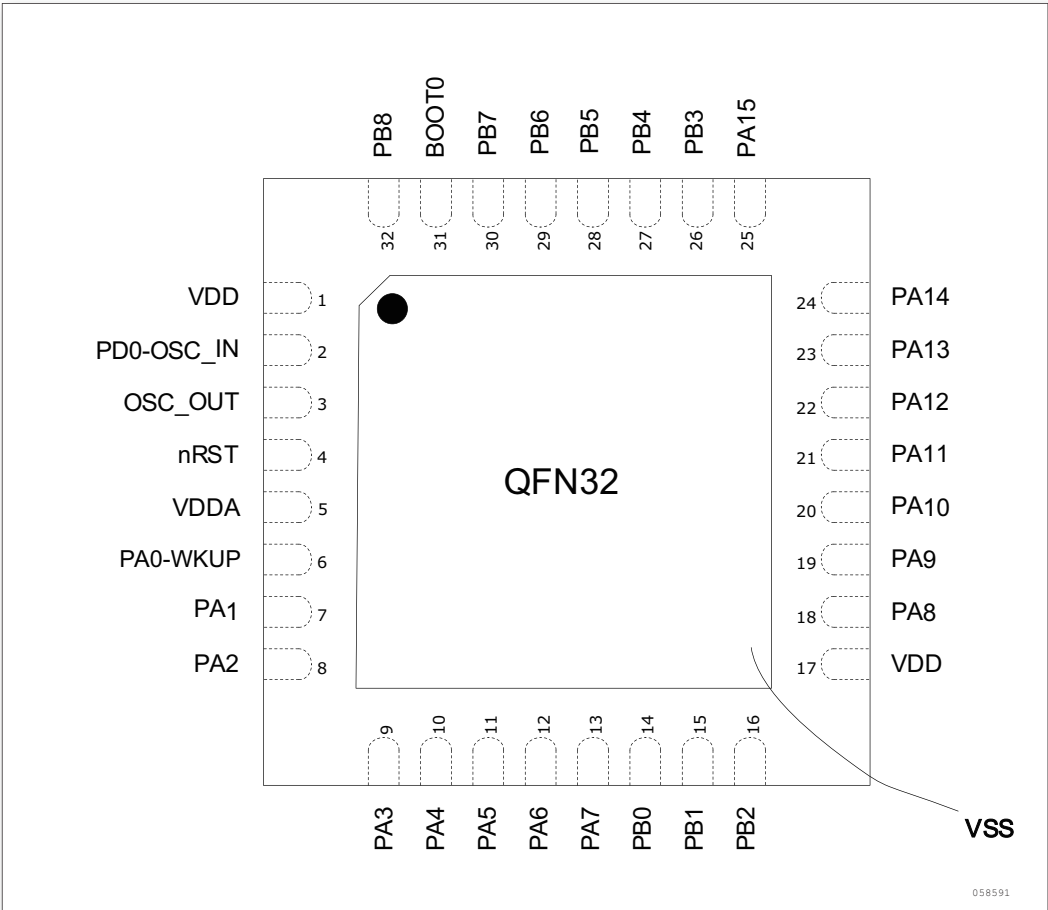 PB8
BOOT0
PB7
PB6
PB5
PB4
PB3
PA15
32
31
30
29
28
27
26
25
VDD 1
PD0-OSC_IN 2
OSC_OUT 3
nRST 4
VDDA 5
PA0-WKUP 6
PA1 7
PA2 8
QFN32
24 PA14
23 PA13
22 PA12
21 PA11
20 PA10
19 PA9
18 PA8
17 VDD
9
10
11
12
13
14
15
16
PA3
PA4
PA5
PA6
PA7
PB0
PB1
PB2
VSS
058591